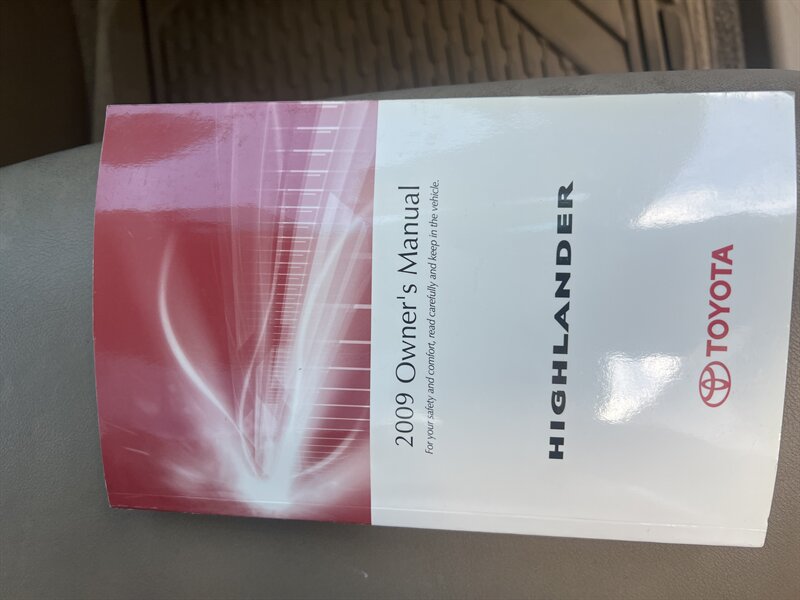 2009 Owner's Manual
For your safety and comfort, read carefully and keep in the vehicle.
HIGHLANDER
TOYOTA